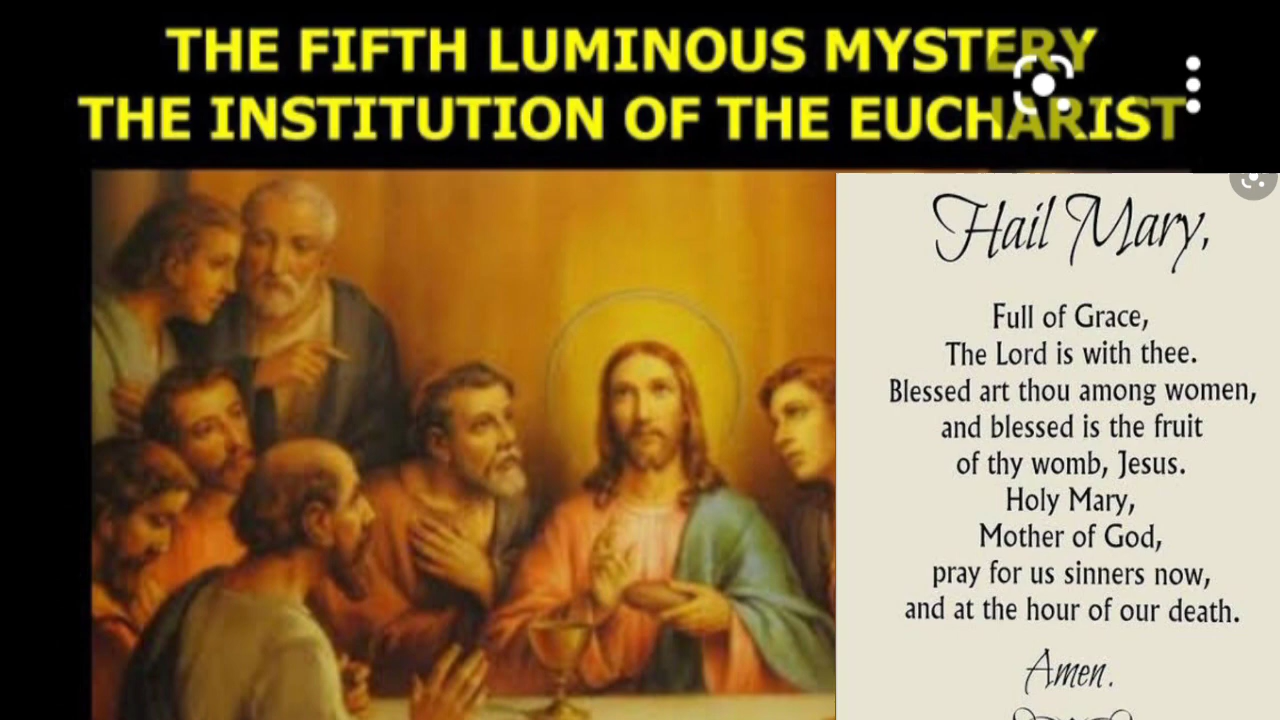 THE FIFTH LUMINOUS MYSTERY
THE INSTITUTION OF THE EUCHARIST
Hail Mary,
Full of Grace,
The Lord is with thee.
Blessed art thou among women,
and blessed is the fruit
of thy womb, Jesus.
Holy Mary,
Mother of God,
pray for us sinners now,
and at the hour of our death.
Amen.